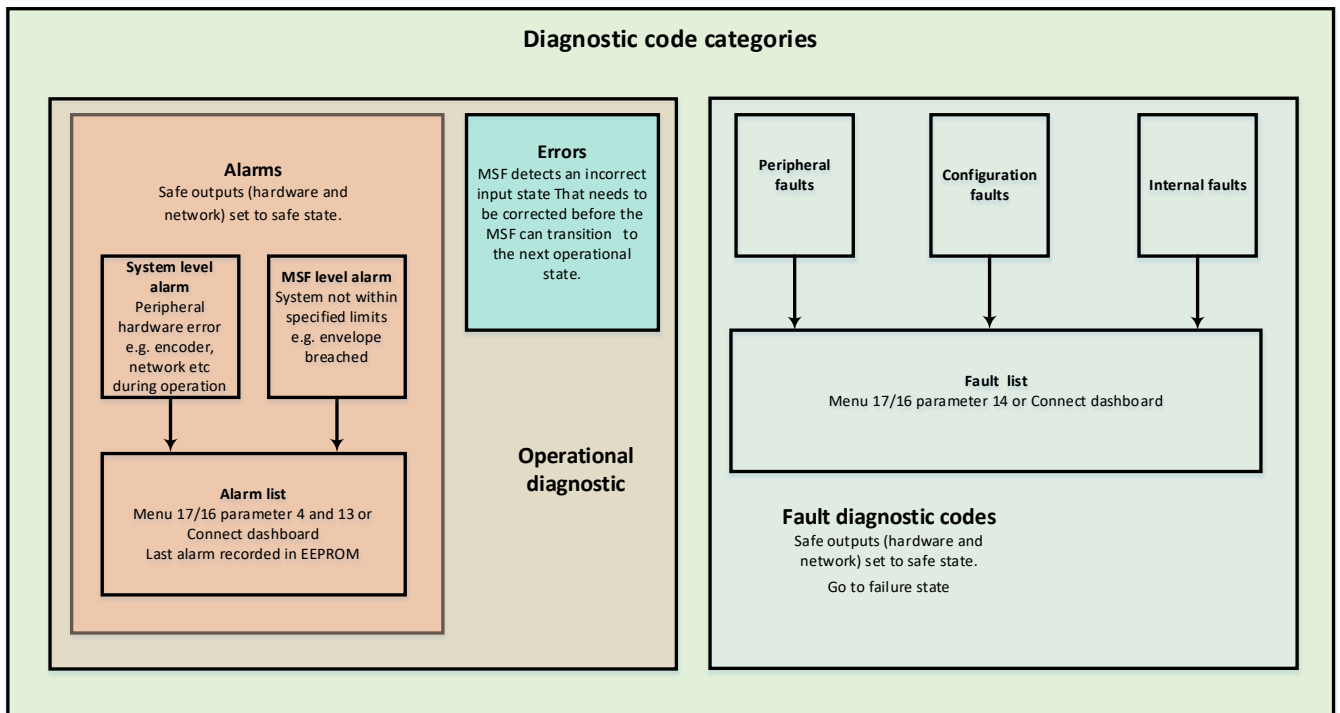 Diagnostic code categories
Alarms
Safe outputs (hardware and
network) set to safe state.
System level
alarm
Peripheral
hardware error
e.g. encoder,
network etc
during operation
MSF level alarm
System not within
specified limits
e.g. envelope
breached
Alarm list
Menu 17/16 parameter 4 and 13 or
Connect dashboard
Last alarm recorded in EEPROM
Errors
MSF detects an incorrect
input state That needs to
be corrected before the
MSF can transition to
the next operational
state.
Operational
diagnostic
Peripheral
faults
Configuration
faults
Internal faults
Fault list
Menu 17/16 parameter 14 or Connect dashboard
Fault diagnostic codes
Safe outputs (hardware and
network) set to safe state.
Go to failure state